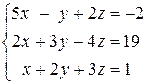 5x - y + 2z = -2
2x + 3y - 4z = 19
x + 2y + 3z = 1